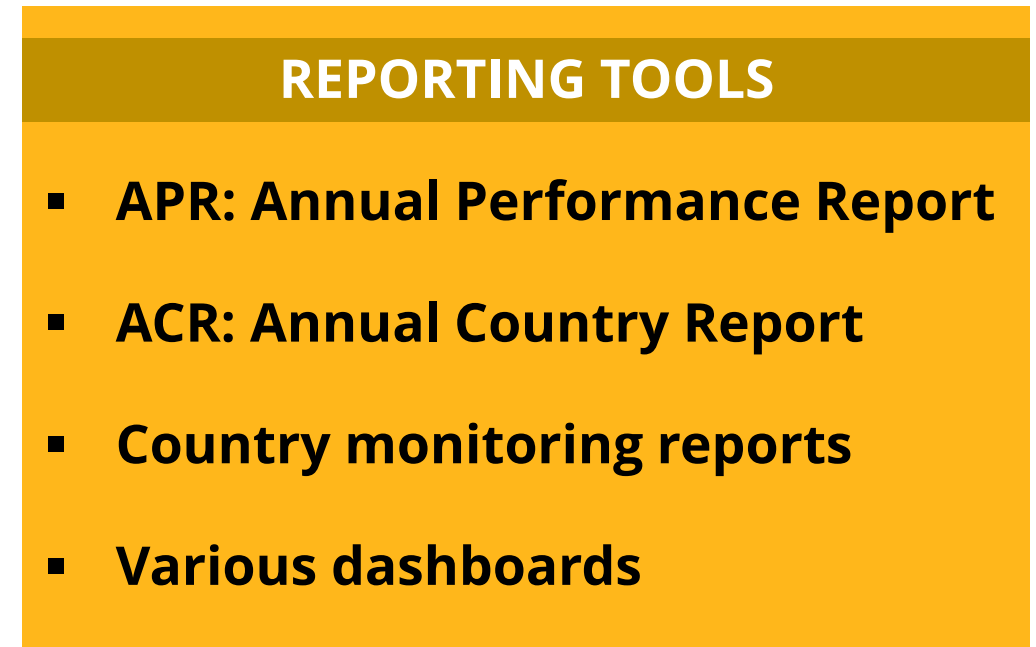 REPORTING TOOLS
▪ APR: Annual Performance Report
▪ ACR: Annual Country Report
▪ Country monitoring reports
▪ Various dashboards